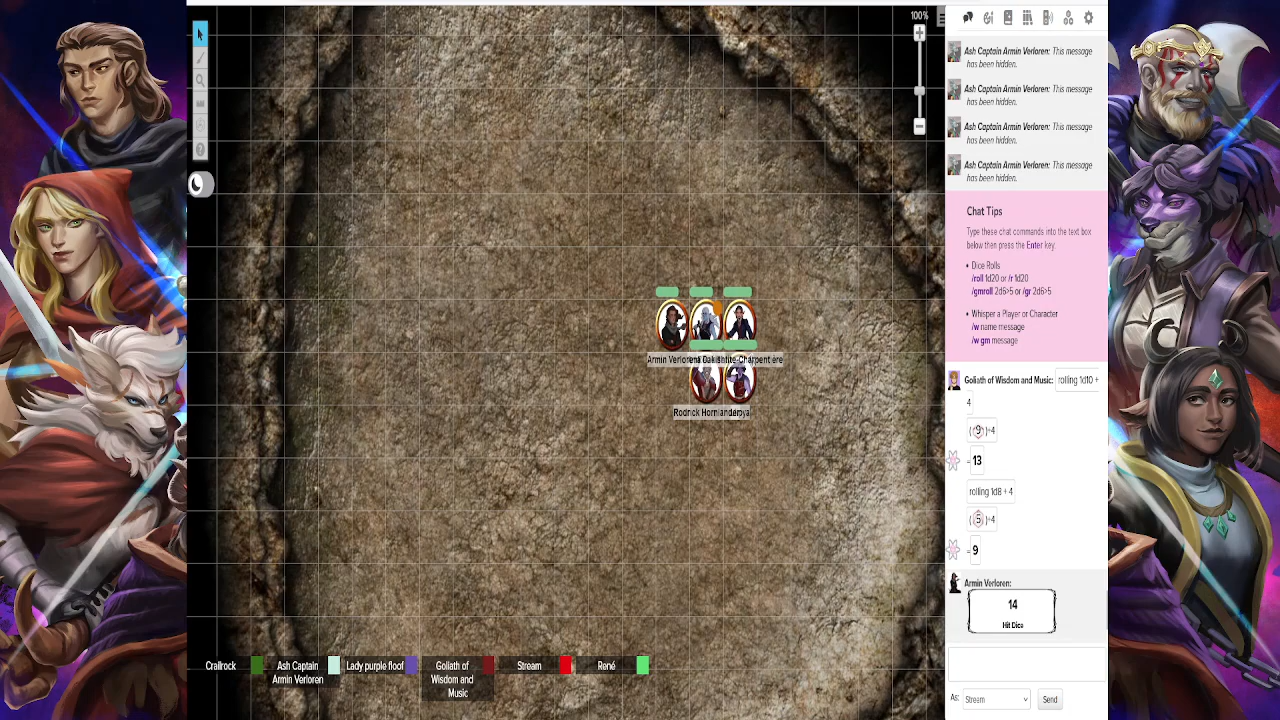 100%
Ash Captain Armin Verloren: This message
has been hidden.
Ash Captain Armin Verloren: This message
has been hidden.
Ash Captain Armin Verloren: This message
has been hidden.
Ash Captain Armin Verloren: This message
has been hidden.
Chat Tips
Type these chat commands into the text box
below then press the Enter key.
• Dice Rolls
/roll 1d20 or /r 1d20
/gmroll 2d6>5 or /gr 2d6>5
• Whisper a Player or Character
/w name message
/w gm message
Armin Verloren
Rodrick
Goliath of Wisdom and Music: rolling 1d10 +
4
(9)+4
=13
rolling 1d8 + 4
(5)+4
=9
Armin Verloren:
14
Hit Dice
Crailrock
Ash Captain
Armin Verloren
Lady purple floof
Goliath of
Wisdom and
Music
Stream
René
As:
Stream
Send